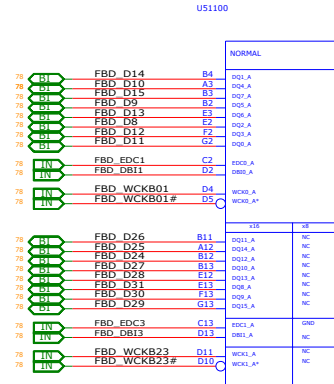 U51100
NORMAL
78 BI FBD_D14 B4 DQ1_A
78 BI FBD_D10 A3 DQ4_A
78 BI FBD_D15 B3 DQ7_A
78 BI FBD_D9 B2 DQ5_A
78 BI FBD_D13 E3 DQ6_A
78 BI FBD_D8 E2 DQ2_A
78 BI FBD_D12 F2 DQ3_A
78 BI FBD_D11 G2 DQ0_A
78 IN FBD_EDC1 C2 EDC0_A
78 IN FBD_DBI1 D2 DBI0_A
78 IN FBD_WCKB01 D4 WCK0_A
78 IN FBD_WCKB01# D5 WCK0_A*
x16 x8
78 BI FBD_D26 B11 DQ11_A NC
78 BI FBD_D25 A12 DQ14_A NC
78 BI FBD_D24 B12 DQ12_A NC
78 BI FBD_D27 B13 DQ10_A NC
78 BI FBD_D28 E12 DQ13_A NC
78 BI FBD_D31 E13 DQ8_A NC
78 BI FBD_D30 F13 DQ9_A NC
78 BI FBD_D29 G13 DQ15_A NC
78 IN FBD_EDC3 C13 EDC1_A GND
78 IN FBD_DBI3 D13 DBI1_A NC
78 IN FBD_WCKB23 D11 WCK1_A NC
78 IN FBD_WCKB23# D10 WCK1_A* NC